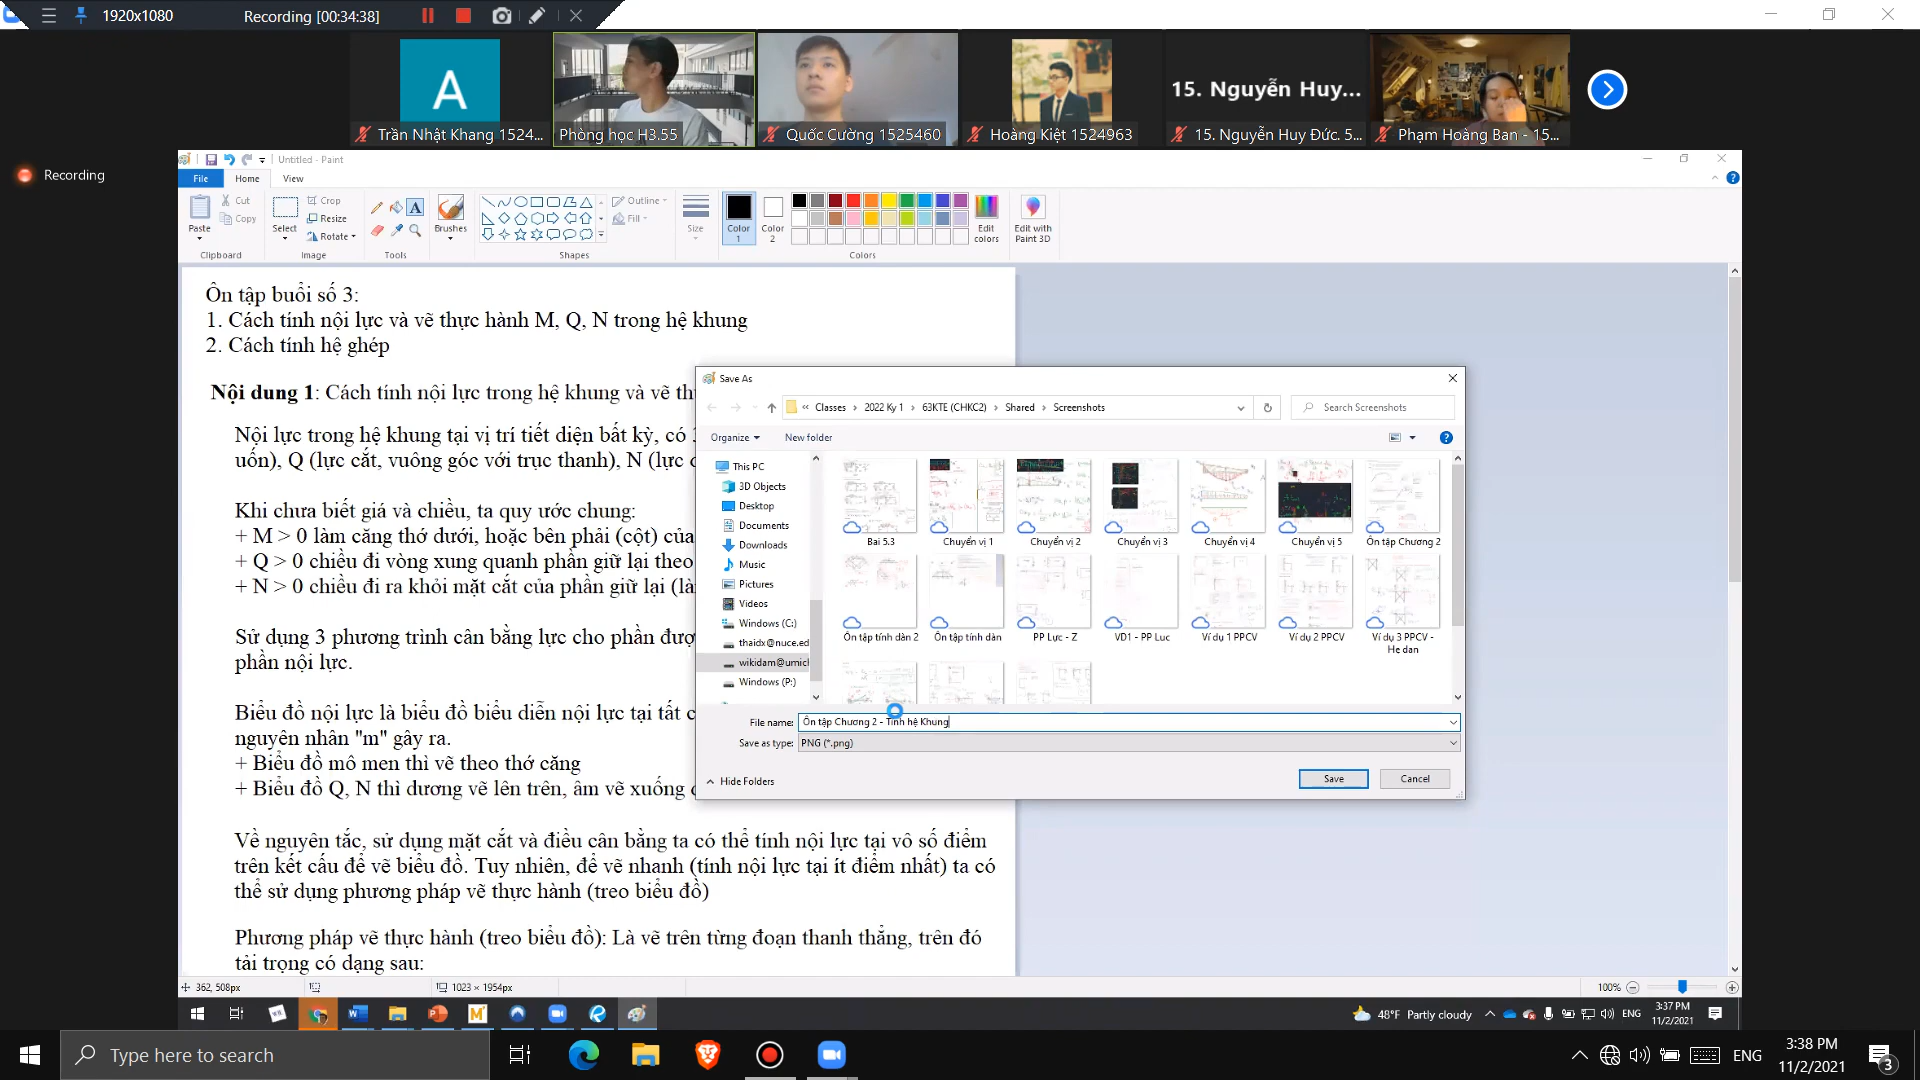 1920x1080
Recording [00:34:38]
A
Trần Nhật Khang 1524...
Phòng học H3.55
Quốc Cường 1525460
Hoàng Kiệt 1524963
15. Nguyễn Huy...
15. Nguyễn Huy Đức. 5...
Phạm Hoàng Ban - 15...
Recording
Untitled - Paint
File
Home
View
Paste
Cut
Copy
Clipboard
Select
Crop
Resize
Rotate
Image
A
Tools
Brushes
Shapes
Outline
Fill
Size
Color
1
Color
2
Edit
colors
Colors
Edit with
Paint 3D
Ôn tập buổi số 3:
1. Cách tính nội lực và vẽ thực hành M, Q, N trong hệ khung
2. Cách tính hệ ghép
Nội dung 1: Cách tính nội lực trong hệ khung và vẽ
Nội lực trong hệ khung tại vị trí tiết diện bất kỳ, có 3
uốn), Q (lực cắt, vuông góc với trục thanh), N (lực
Khi chưa biết giá và chiều, ta quy ước chung:
+ M > 0 làm căng thớ dưới, hoặc bên phải (cột) của
+ Q > 0 chiều đi vòng xung quanh phần giữ lại theo
+ N > 0 chiều đi ra khỏi mặt cắt của phần giữ lại
Sử dụng 3 phương trình cân bằng lực cho phần
phần nội lực.
Biểu đồ nội lực là biểu đồ biểu diễn nội lực tại tất
nguyên nhân "m" gây ra.
+ Biểu đồ mô men thì vẽ theo thớ căng
+ Biểu đồ Q, N thì dương vẽ lên trên, âm vẽ xuống
Về nguyên tắc, sử dụng mặt cắt và điều cân bằng ta có thể tính nội lực tại vô số điểm
trên kết cấu để vẽ biểu đồ. Tuy nhiên, để vẽ nhanh (tính nội lực tại ít điểm nhất) ta có
thể sử dụng phương pháp vẽ thực hành (treo biểu đồ)
Phương pháp vẽ thực hành (treo biểu đồ): Là vẽ trên từng đoạn thanh thẳng, trên đó
tải trọng có dạng sau:
Save As
« Classes › 2022 Ky 1 › 63KTE (CHKC2) › Shared › Screenshots
Search Screenshots
Organize
New folder
This PC
3D Objects
Desktop
Documents
Downloads
Music
Pictures
Videos
Windows (C:)
thaidx@nuce.ed
wikidam@umicl
Windows (P:)
Bai 5.3
Chuyển vị 1
Chuyển vị 2
Chuyển vị 3
Chuyển vị 4
Chuyển vị 5
Ôn tập Chương 2
Ôn tập tính dàn 2
Ôn tập tính dàn
PP Lực - Z
VD1 - PP Luc
Ví dụ 1 PPCV
Ví dụ 2 PPCV
Ví dụ 3 PPCV -
He dan
File name:
Ôn tập Chương 2 - Tính hệ Khung
Save as type:
PNG (*.png)
Hide Folders
Save
Cancel
362, 508px
1023 × 1954px
100%
48°F Partly cloudy
ENG
3:37 PM
11/2/2021
Type here to search
ENG
3:38 PM
11/2/2021
3